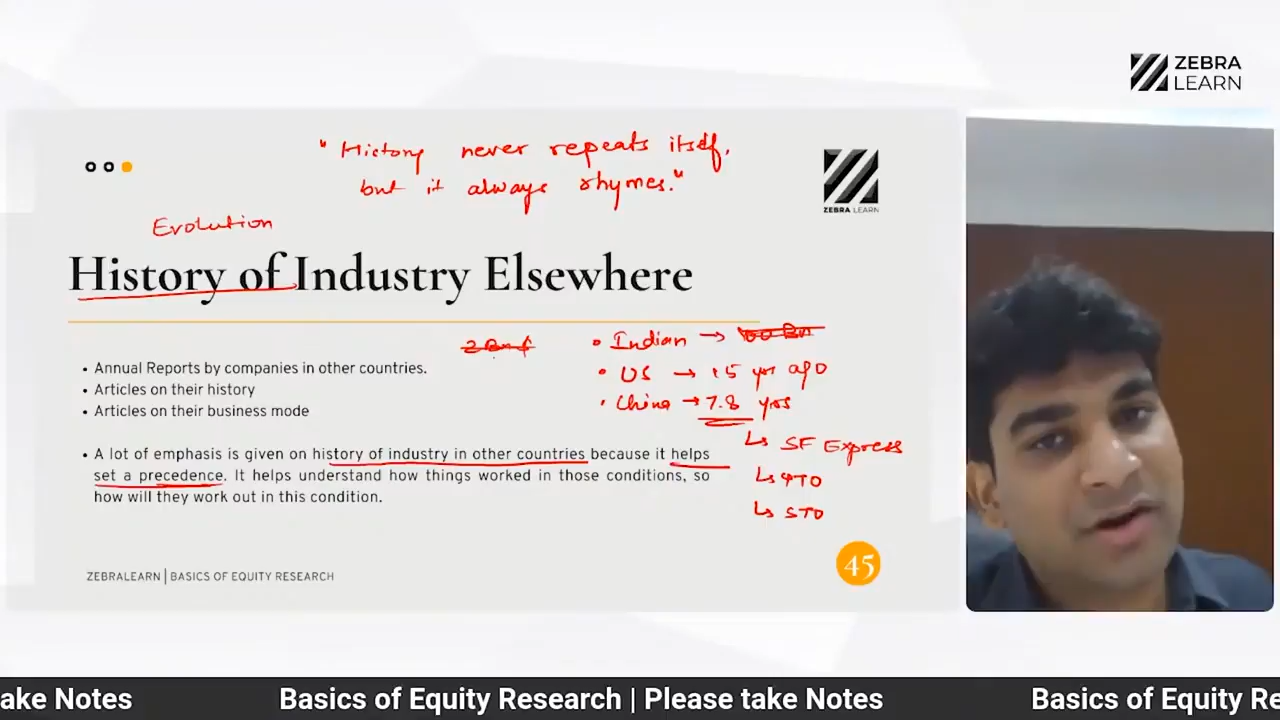 ZEBRA
LEARN
"History never repeats itself,
but it always rhymes."
ZEBRA LEARN
Evolution
History of Industry Elsewhere
• Indian →
• US → 15 yr ago
• China → 7.8 yrs
↳ SF Express
↳ STO
• Annual Reports by companies in other countries.
• Articles on their history
• Articles on their business mode
• A lot of emphasis is given on history of industry in other countries because it helps
set a precedence. It helps understand how things worked in those conditions, so
how will they work out in this condition.
ZEBRALEARN | BASICS OF EQUITY RESEARCH
45
ake Notes
Basics of Equity Research | Please take Notes
Basics of Equity Re